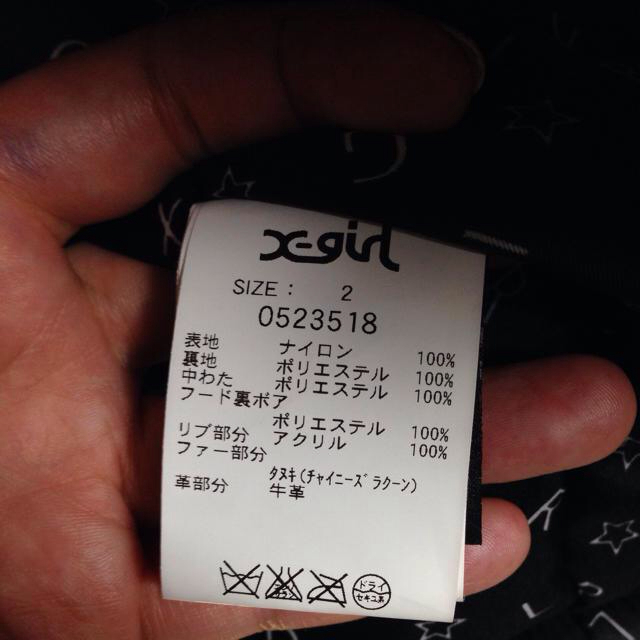 X-girl
SIZE： 2
0523518
表地 ナイロン 100%
裏地 ポリエステル 100%
中わた ポリエステル 100%
フード裏ボア
ポリエステル 100%
リブ部分 アクリル 100%
ファー部分
タヌキ(チャイニーズラクーン)
革部分 牛革
ドライ
セキユ系